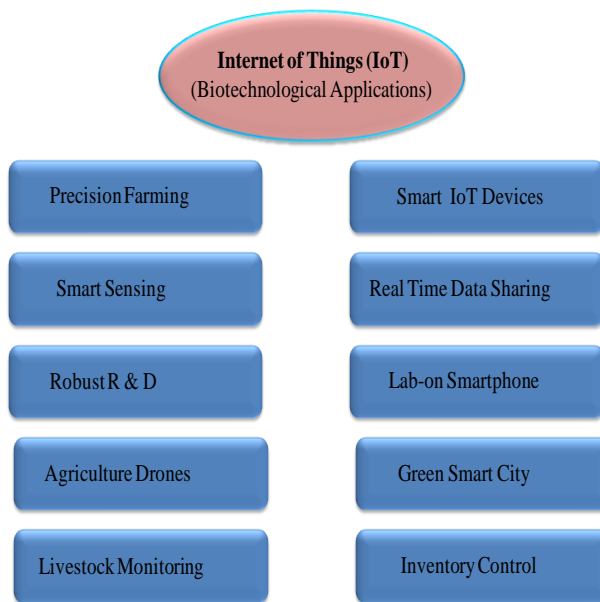 Internet of Things (IoT)
(Biotechnological Applications)
Precision Farming
Smart IoT Devices
Smart Sensing
Real Time Data Sharing
Robust R & D
Lab-on Smartphone
Agriculture Drones
Green Smart City
Livestock Monitoring
Inventory Control